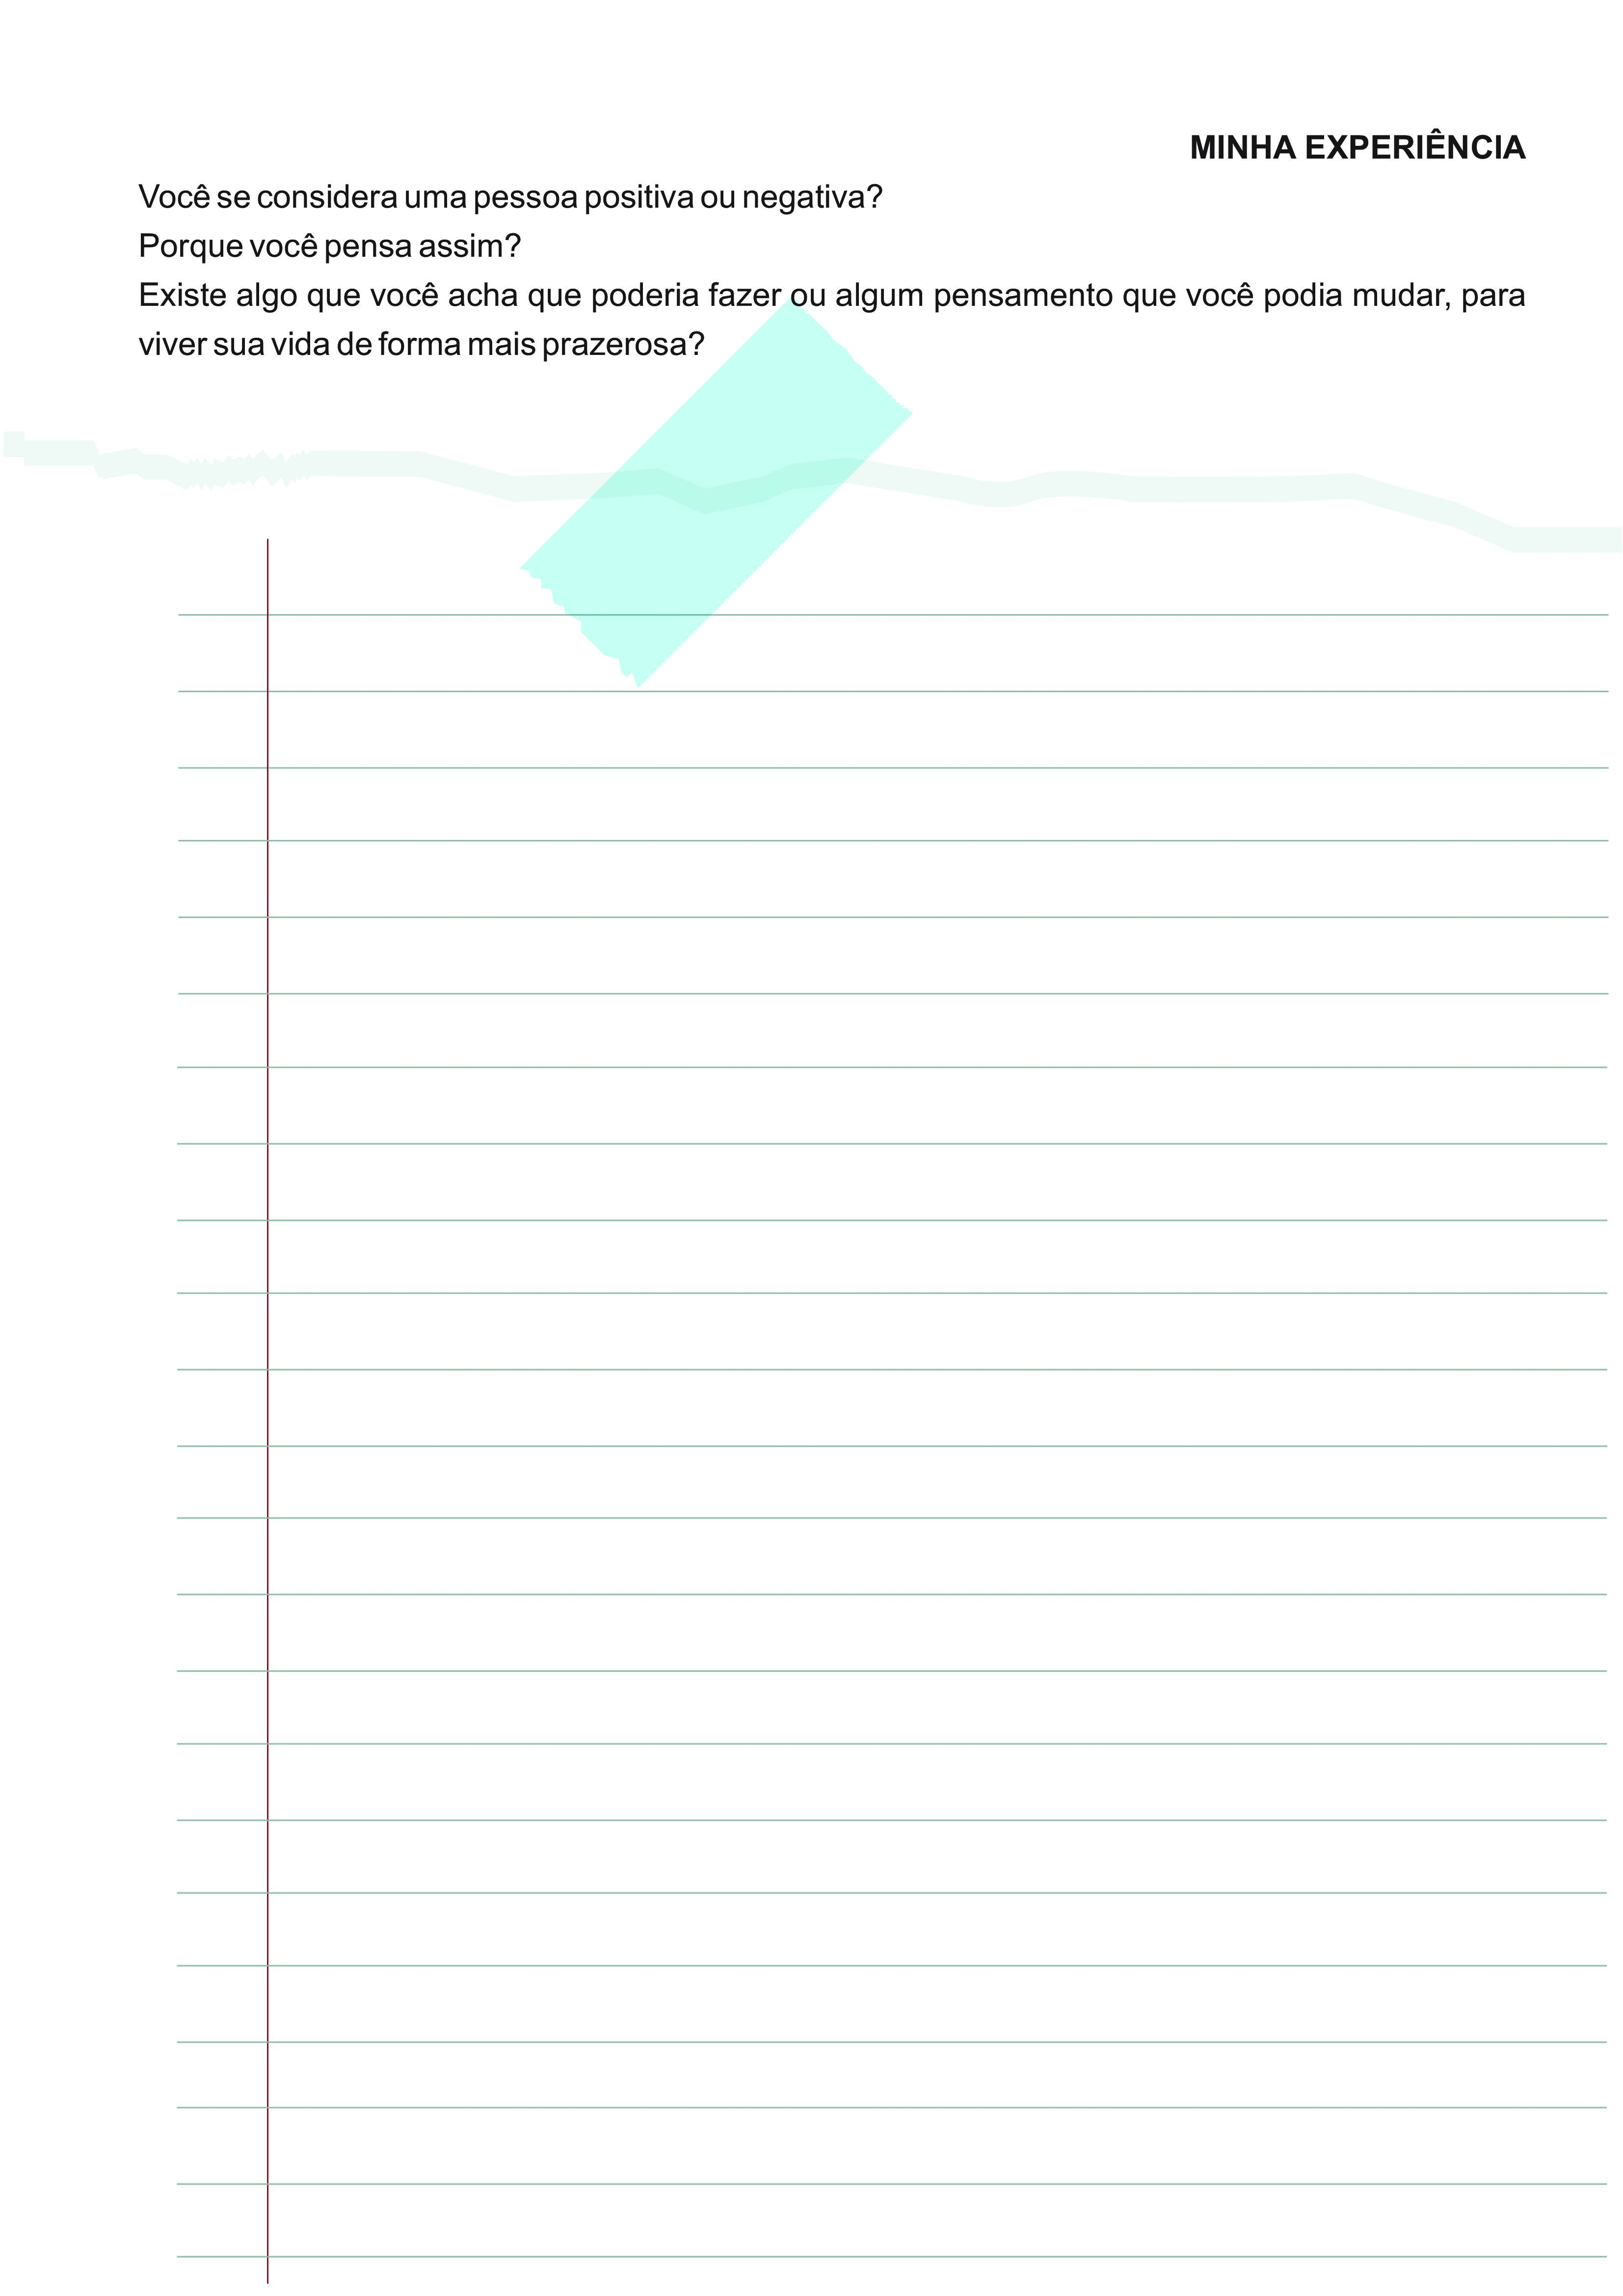 MINHA EXPERIÊNCIA
Você se considera uma pessoa positiva ou negativa?
Porque você pensa assim?
Existe algo que você acha que poderia fazer ou algum pensamento que você podia mudar, para
viver sua vida de forma mais prazerosa?